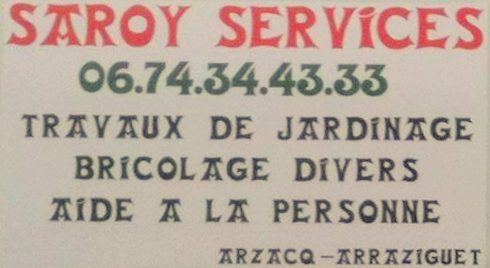 SAROY SERViCES
06.74.34.43.33
TRAVAUX DE JARDiNAGE
BRiCOLAGE DiVERS
AiDE A LA PERSONNE
ARZACQ-ARRAZiGUET